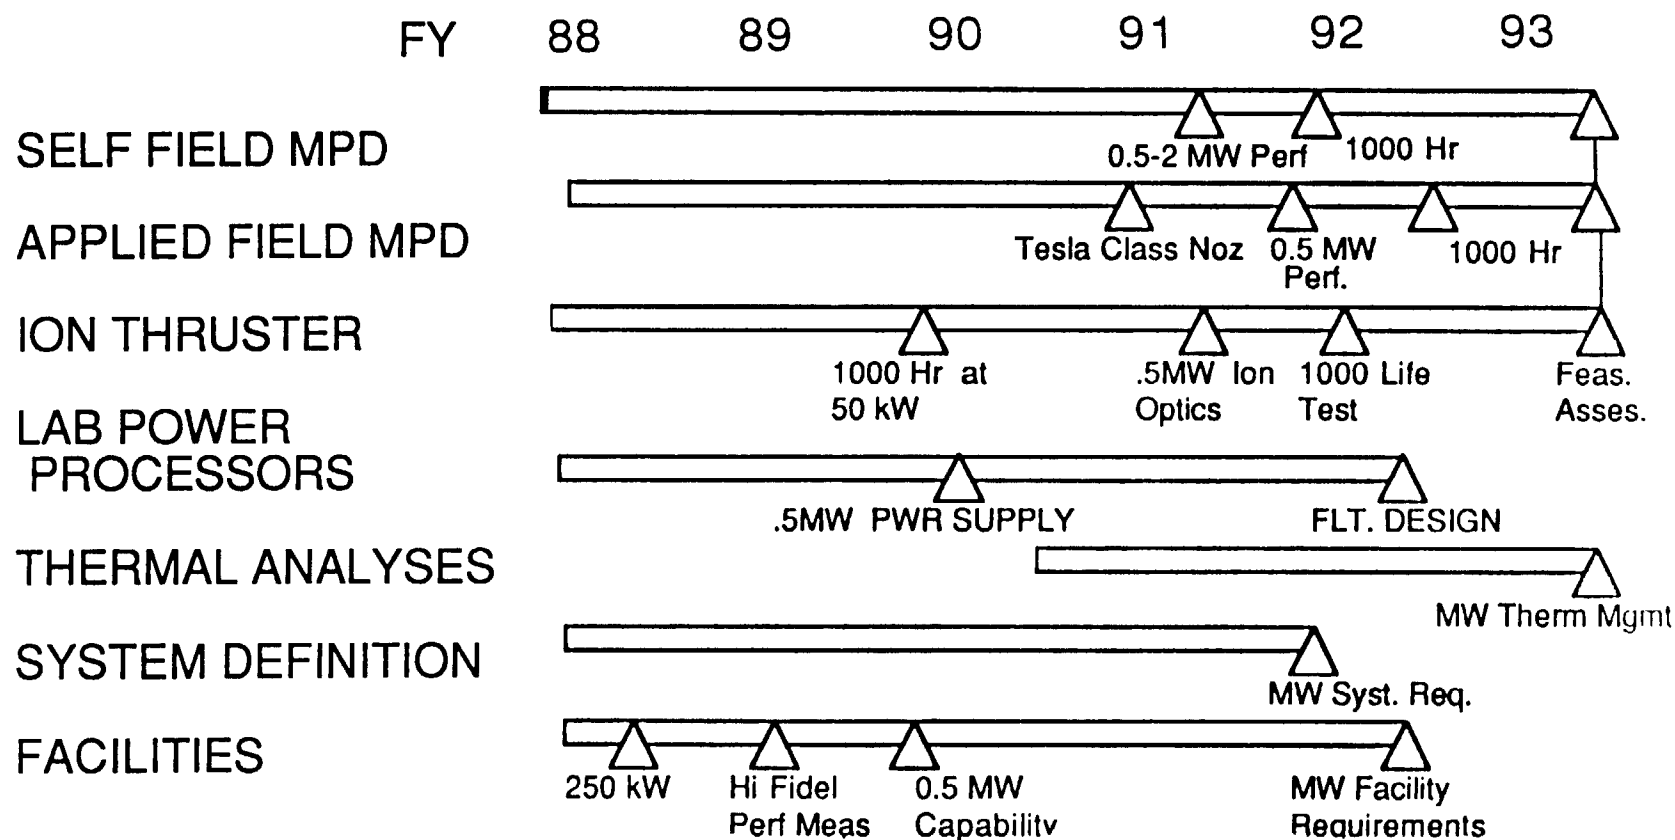 FY 88 89 90 91 92 93
SELF FIELD MPD
0.5-2 MW Perf 1000 Hr
APPLIED FIELD MPD
Tesla Class Noz 0.5 MW 1000 Hr
Perf.
ION THRUSTER
1000 Hr at .5MW Ion 1000 Life Feas.
50 kW Optics Test Asses.
LAB POWER
PROCESSORS
.5MW PWR SUPPLY FLT. DESIGN
THERMAL ANALYSES
MW Therm Mgmt
SYSTEM DEFINITION
MW Syst. Req.
FACILITIES
250 kW Hi Fidel 0.5 MW MW Facility
Perf Meas Capability Requirements